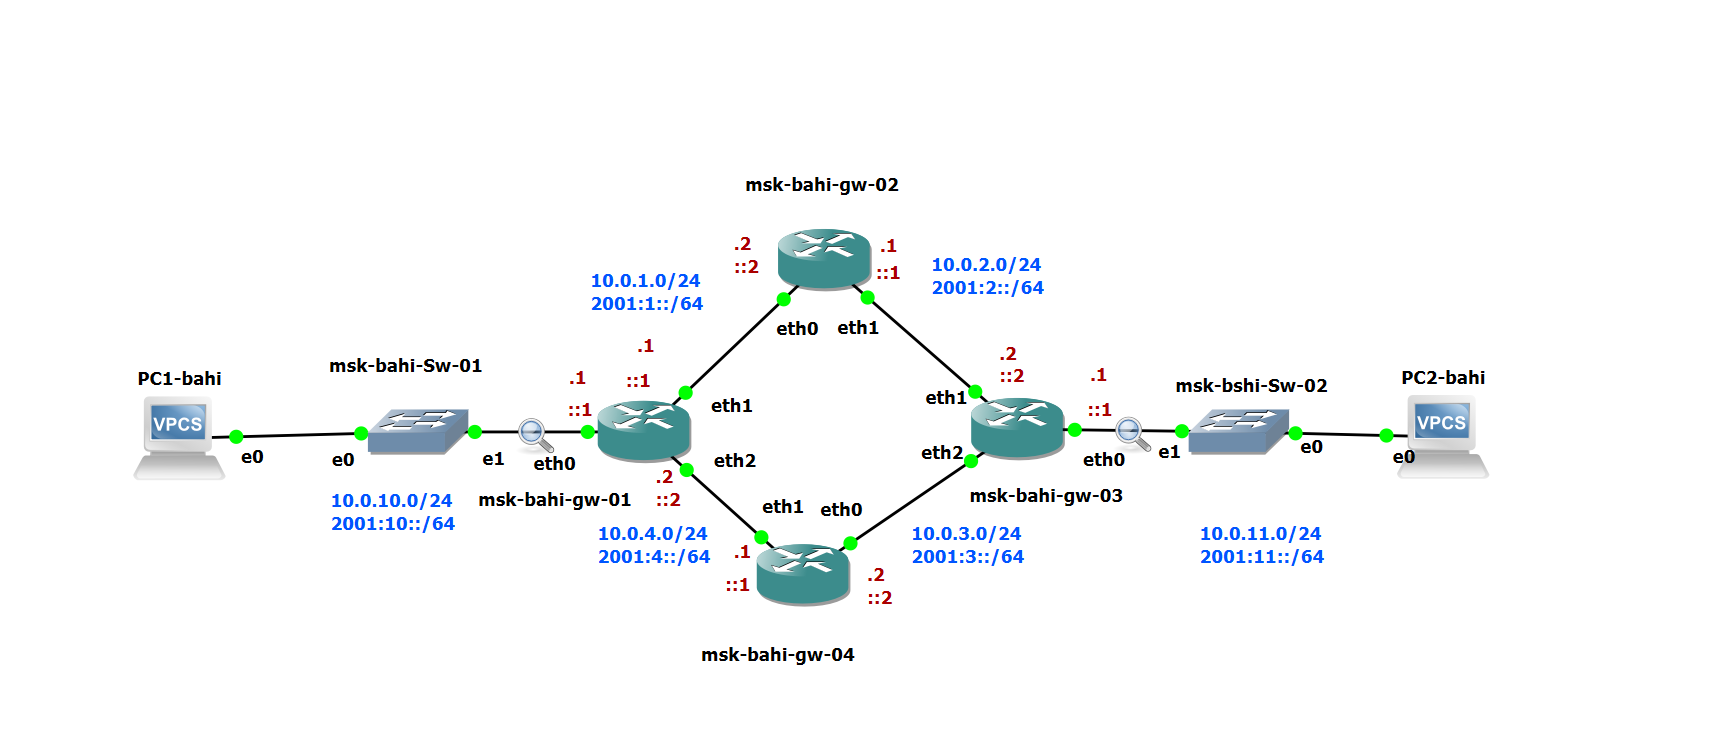 msk-bahi-gw-02
.2
::2
.1
::1
10.0.1.0/24
2001:1::/64
10.0.2.0/24
2001:2::/64
eth0
eth1
PC1-bahi
VPCS
e0
msk-bahi-Sw-01
e0
e1
10.0.10.0/24
2001:10::/64
.1
::1
.1
::1
eth0
eth1
eth2
msk-bahi-gw-01
.2
::2
10.0.4.0/24
2001:4::/64
eth1
eth0
.1
::1
.2
::2
msk-bahi-gw-04
10.0.3.0/24
2001:3::/64
.2
::2
eth1
eth2
.1
::1
eth0
msk-bahi-gw-03
msk-bshi-Sw-02
e1
e0
10.0.11.0/24
2001:11::/64
PC2-bahi
VPCS
e0